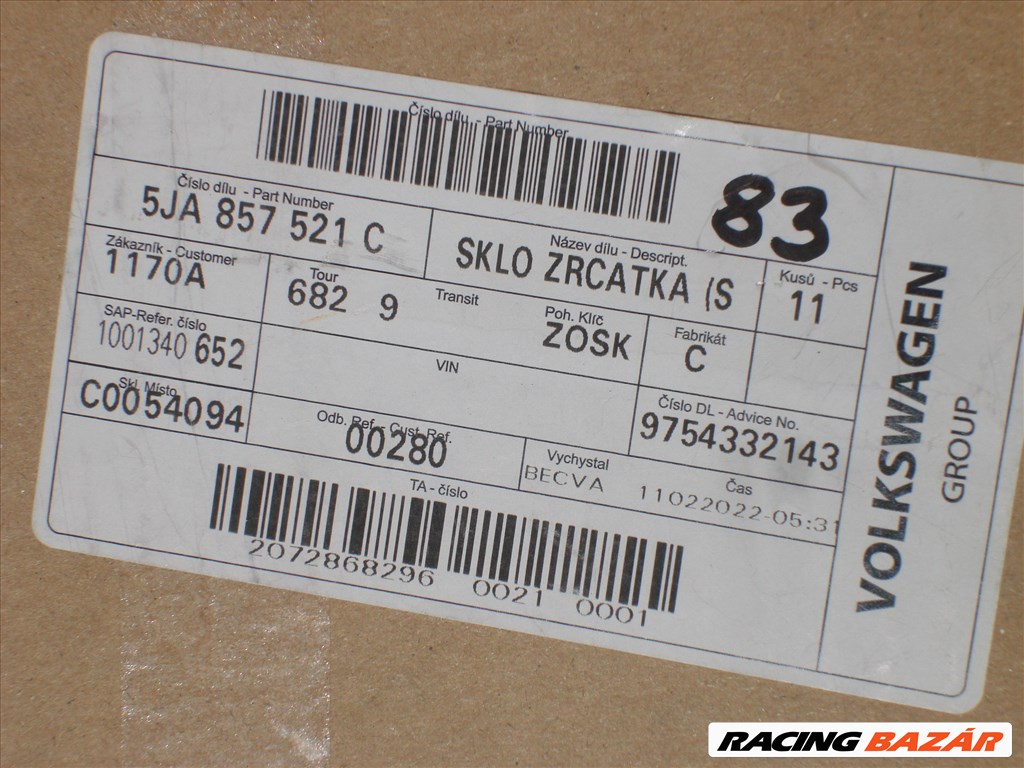 Číslo dílu - Part Number
83
Číslo dílu - Part Number
5JA 857 521 C
Název dílu - Descript.
SKLO ZRCATKA (S
Kusů - Pcs
11
Zákazník - Customer
1170A
Tour
682 9
Transit
Poh. Klíč
ZOSK
Fabrikát
C
SAP-Refer. číslo
1001340 652
VIN
Číslo DL - Advice No.
9754332143
Skl. Místo
C0054094
Odb. Ref. - Cust. Ref.
00280
Vychystal
BECVA
Čas
11022022-05:31
TA - číslo
2072868296 0021 0001
VOLKSWAGEN
GROUP
RACING BAZÁR